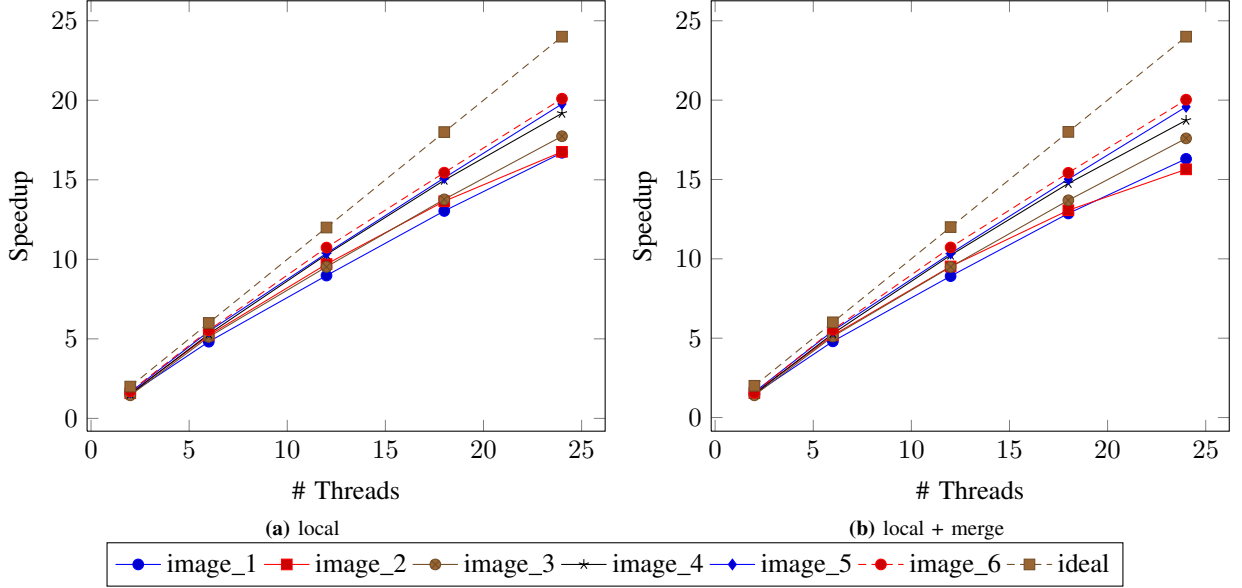 25
20
15
10
5
0
Speedup
0 5 10 15 20 25
# Threads
(a) local
25
20
15
10
5
0
Speedup
0 5 10 15 20 25
# Threads
(b) local + merge
image_1 image_2 image_3 image_4 image_5 image_6 ideal